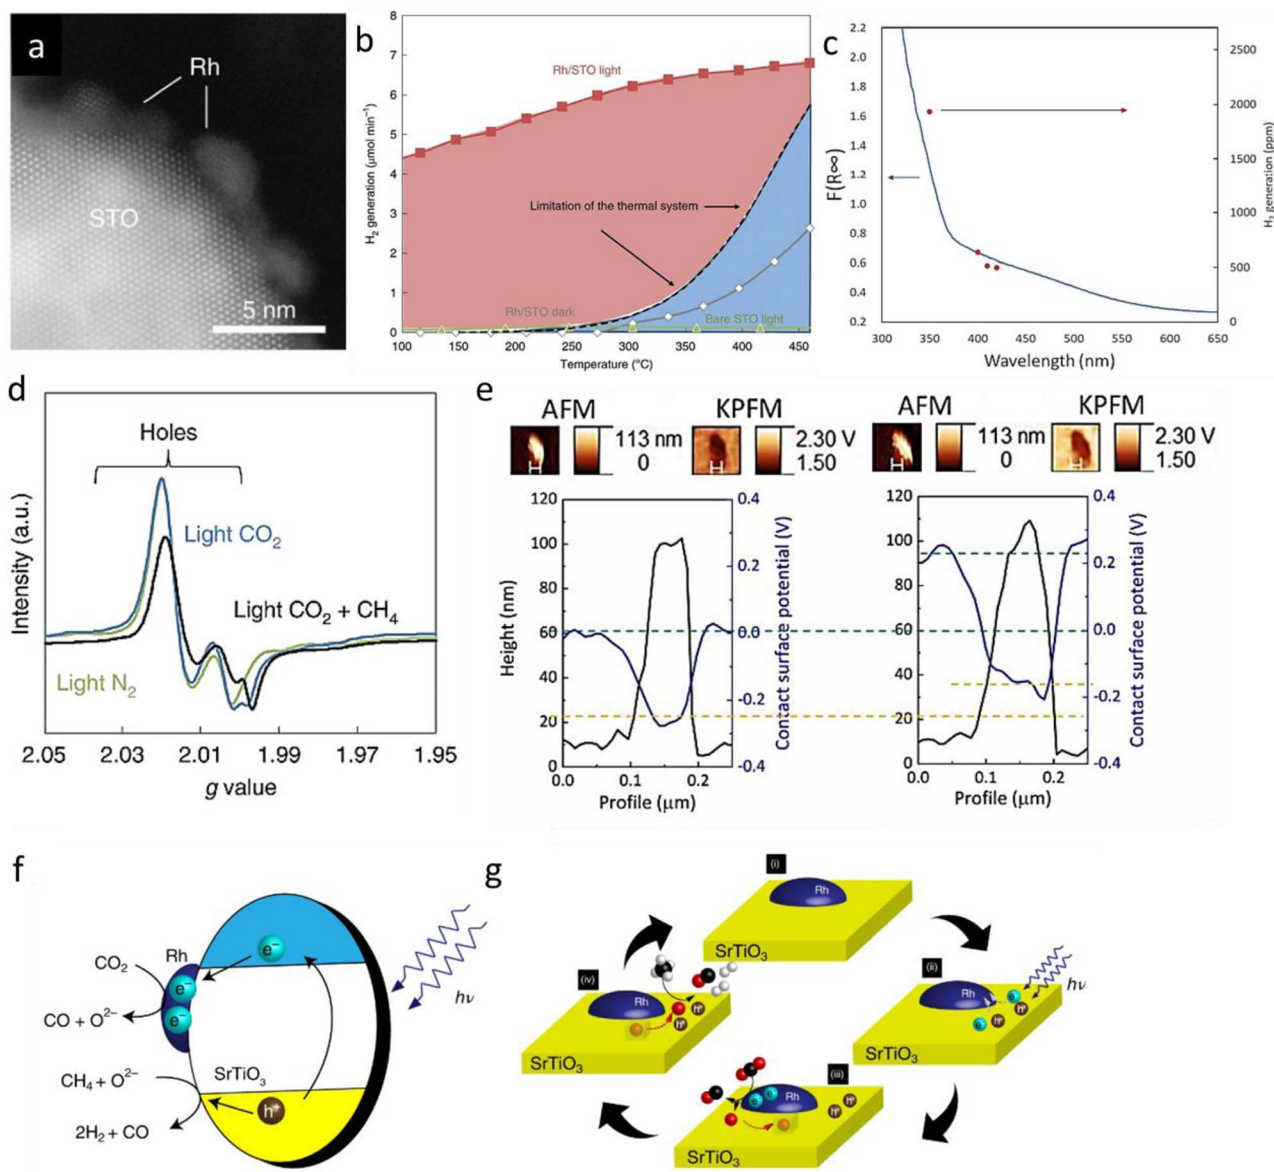 a
Rh
STO
5 nm
b
8
7
6
5
4
3
2
1
0
H₂ generation (μmol min⁻¹)
Rh/STO light
Limitation of the thermal system
Rh/STO dark
Bare STO light
100 150 200 250 300 350 400 450
Temperature (°C)
c
2.2
2.0
1.8
1.6
1.4
1.2
1.0
0.8
0.6
0.4
0.2
F(R∞)
2500
2000
1500
1000
500
0
H₂ generation (ppm)
300 350 400 450 500 550 600 650
Wavelength (nm)
d
Holes
Light CO₂
Light CO₂ + CH₄
Light N₂
Intensity (a.u.)
2.05 2.03 2.01 1.99 1.97 1.95
g value
e
AFM KPFM AFM KPFM
113 nm 2.30 V 113 nm 2.30 V
0 1.50 0 1.50
120
100
80
60
40
20
0
Height (nm)
0.4
0.2
0.0
-0.2
-0.4
Contact surface potential (V)
0.0 0.1 0.2
Profile (μm)
120
100
80
60
40
20
0
0.4
0.2
0.0
-0.2
-0.4
Contact surface potential (V)
0.0 0.1 0.2
Profile (μm)
f
Rh
e⁻
CO₂
e⁻
e⁻
CO + O²⁻
hν
SrTiO₃
CH₄ + O²⁻
h⁺
2H₂ + CO
g
(i)
Rh
SrTiO₃
(ii)
Rh
hν
e
e
h⁺
h⁺
SrTiO₃
(iv)
Rh
h⁺
h⁺
SrTiO₃
(iii)
Rh
e
e
h⁺
h⁺
SrTiO₃